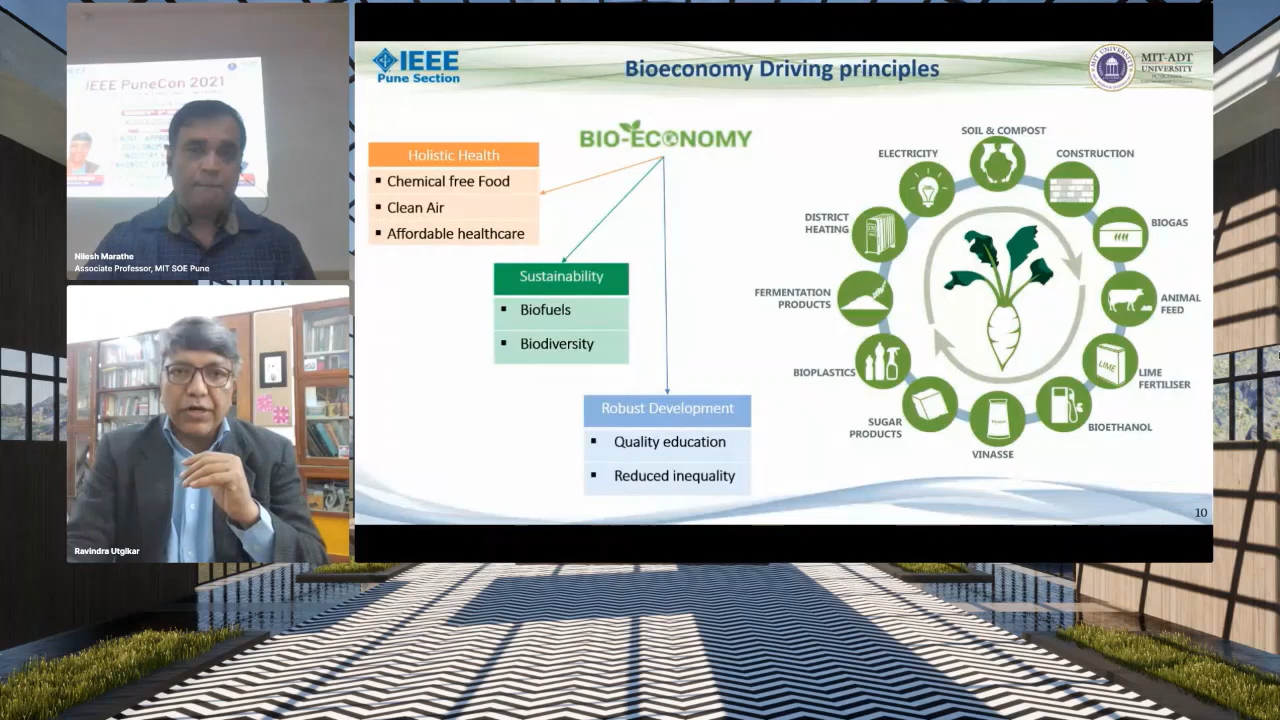 IEEE PuneCon 2021
Nilesh Marathe
Associate Professor, MIT SOE Pune
Ravindra Utgikar
IEEE
Pune Section
Bioeconomy Driving principles
MIT-ADT
UNIVERSITY
BIO-ECONOMY
Holistic Health
▪ Chemical free Food
▪ Clean Air
▪ Affordable healthcare
Sustainability
▪ Biofuels
▪ Biodiversity
Robust Development
▪ Quality education
▪ Reduced inequality
SOIL & COMPOST
CONSTRUCTION
BIOGAS
ANIMAL
FEED
LIME
LIME
FERTILISER
BIOETHANOL
VINASSE
SUGAR
PRODUCTS
BIOPLASTICS
FERMENTATION
PRODUCTS
DISTRICT
HEATING
ELECTRICITY
10